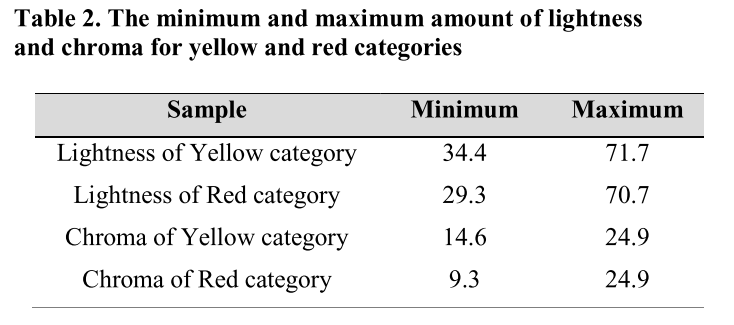 Table 2. The minimum and maximum amount of lightness
and chroma for yellow and red categories
Sample Minimum Maximum
Lightness of Yellow category 34.4 71.7
Lightness of Red category 29.3 70.7
Chroma of Yellow category 14.6 24.9
Chroma of Red category 9.3 24.9